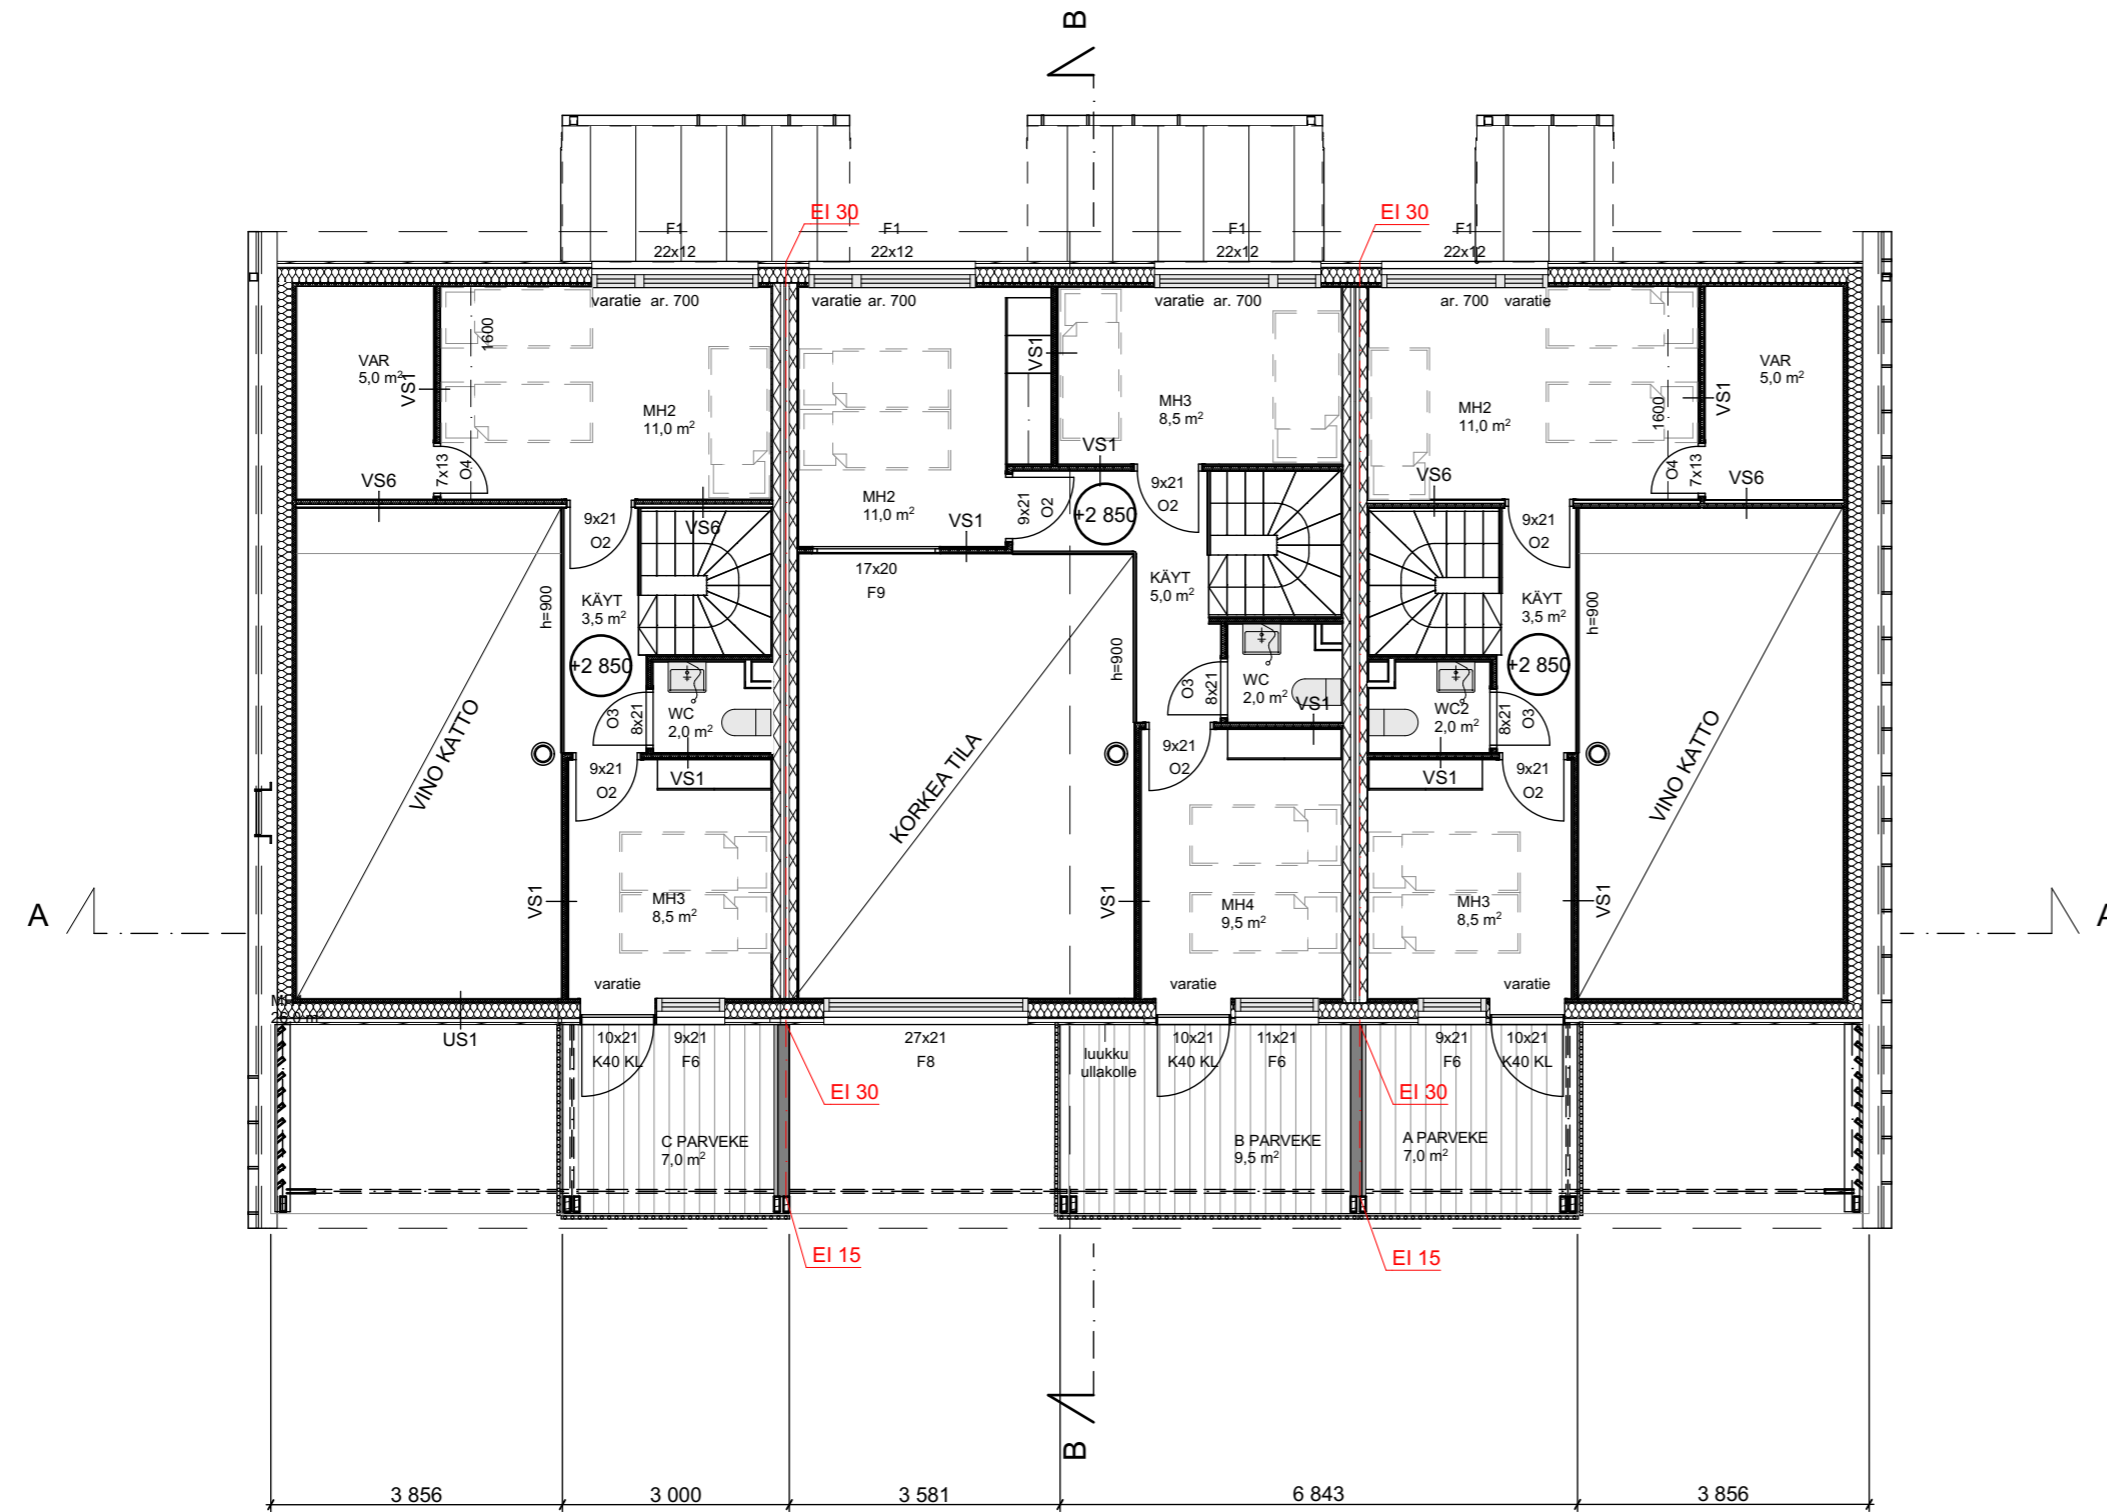 B
EI 30
EI 30
F1
22x12
F1
22x12
F1
22x12
F1
22x12
varatie ar. 700
varatie ar. 700
varatie ar. 700
ar. 700 varatie
1600
VAR
5,0 m²
VS1
MH2
11,0 m²
VS1
MH3
8,5 m²
MH2
11,0 m²
1600
VAR
5,0 m²
VS1
VS1
7x13
O4
VS6
VS6
9x21
O2
MH2
11,0 m²
VS1
9x21
O2
+2 850
9x21
O2
VS6
O4
7x13
VS6
9x21
O2
17x20
F9
KÄYT
3,5 m²
h=900
+2 850
KÄYT
5,0 m²
h=900
KÄYT
3,5 m²
h=900
+2 850
O3
8x21
WC
2,0 m²
VS1
O3
8x21
WC
2,0 m²
VS1
WC2
2,0 m²
8x21
O3
VS1
VINO KATTO
9x21
O2
KORKEA TILA
9x21
O2
9x21
O2
VINO KATTO
A
VS1
MH3
8,5 m²
VS1
MH4
9,5 m²
MH3
8,5 m²
VS1
A
varatie
varatie
varatie
US1
10x21
K40 KL
9x21
F6
27x21
F8
luukku
ullakolle
10x21
K40 KL
11x21
F6
9x21
F6
10x21
K40 KL
EI 30
EI 30
C PARVEKE
7,0 m²
B PARVEKE
9,5 m²
A PARVEKE
7,0 m²
EI 15
EI 15
B
3 856
3 000
3 581
6 843
3 856